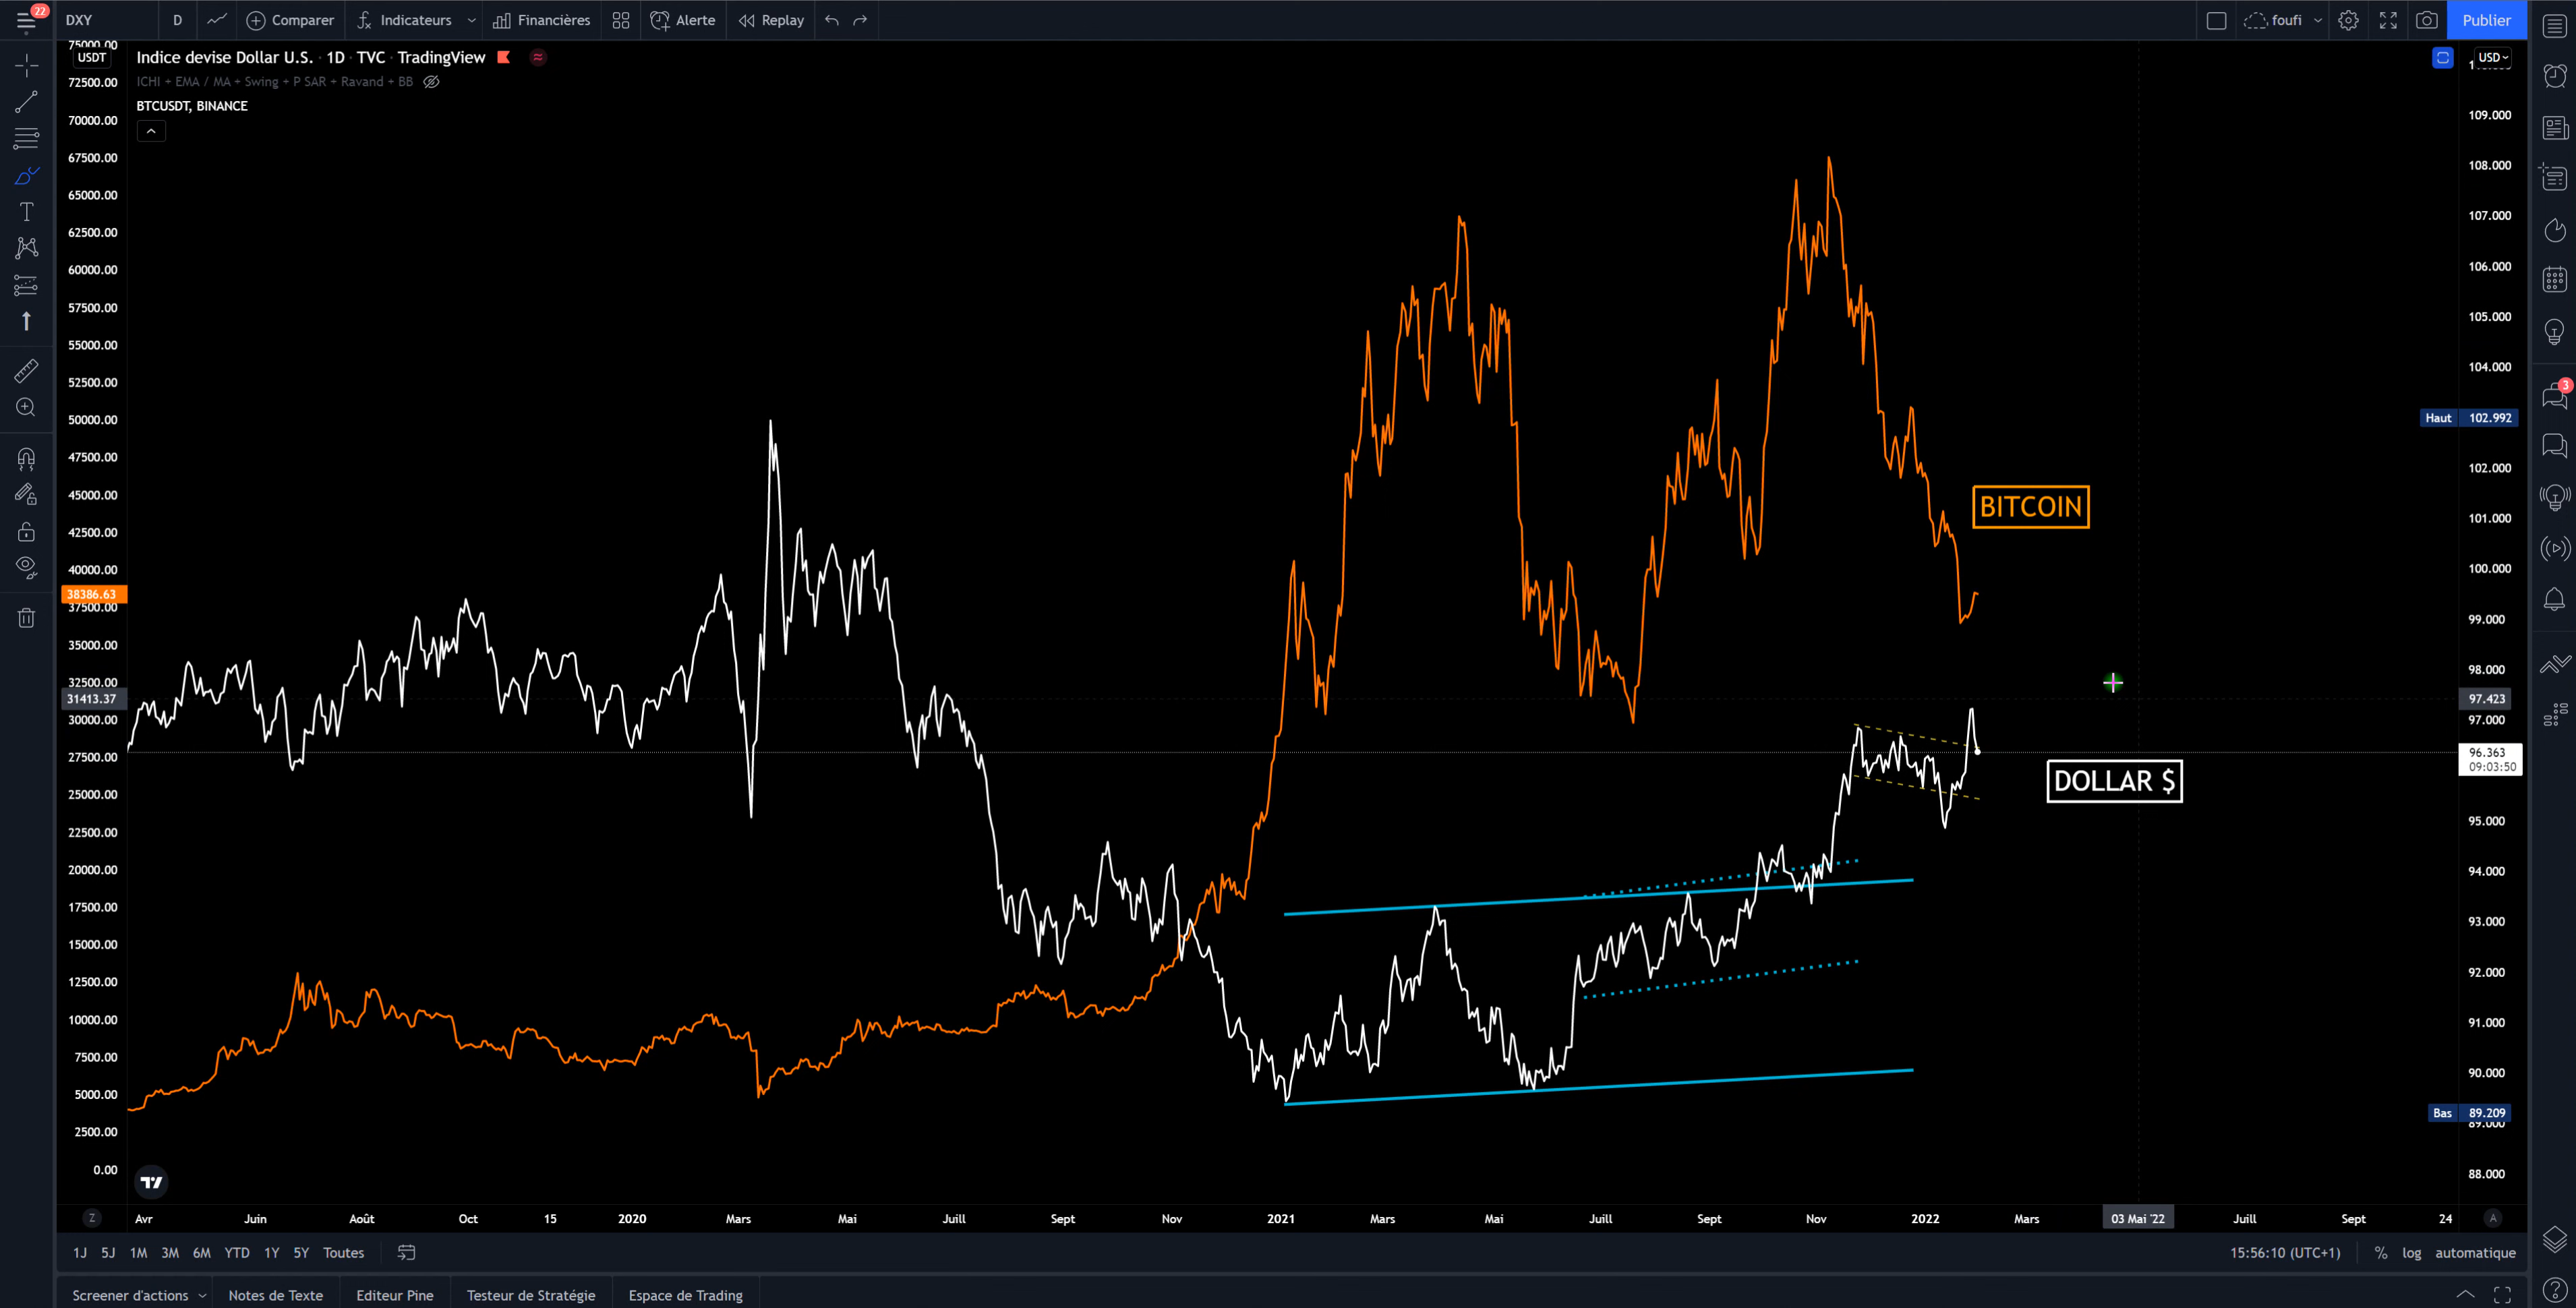 22
DXY
D
Comparer
Indicateurs
Financières
Alerte
Replay
foufi
Publier
Indice devise Dollar U.S. · 1D · TVC · TradingView
ICHI + EMA / MA + Swing + P SAR + Ravand + BB
BTCUSDT, BINANCE
75000.00
USDT
72500.00
70000.00
67500.00
65000.00
62500.00
60000.00
57500.00
55000.00
52500.00
50000.00
47500.00
45000.00
42500.00
40000.00
38386.63
37500.00
35000.00
32500.00
31413.37
30000.00
27500.00
25000.00
22500.00
20000.00
17500.00
15000.00
12500.00
10000.00
7500.00
5000.00
2500.00
0.00
BITCOIN
DOLLAR $
USD
109.000
108.000
107.000
106.000
105.000
104.000
Haut 102.992
102.000
101.000
100.000
99.000
98.000
97.423
97.000
96.363
09:03:50
95.000
94.000
93.000
92.000
91.000
90.000
Bas 89.209
89.000
88.000
3
Z
Avr
Juin
Août
Oct
15
2020
Mars
Mai
Juill
Sept
Nov
2021
Mars
Mai
Juill
Sept
Nov
2022
Mars
03 Mai '22
Juill
Sept
24
A
1J 5J 1M 3M 6M YTD 1Y 5Y Toutes
15:56:10 (UTC+1)
% log automatique
Screener d'actions
Notes de Texte
Editeur Pine
Testeur de Stratégie
Espace de Trading